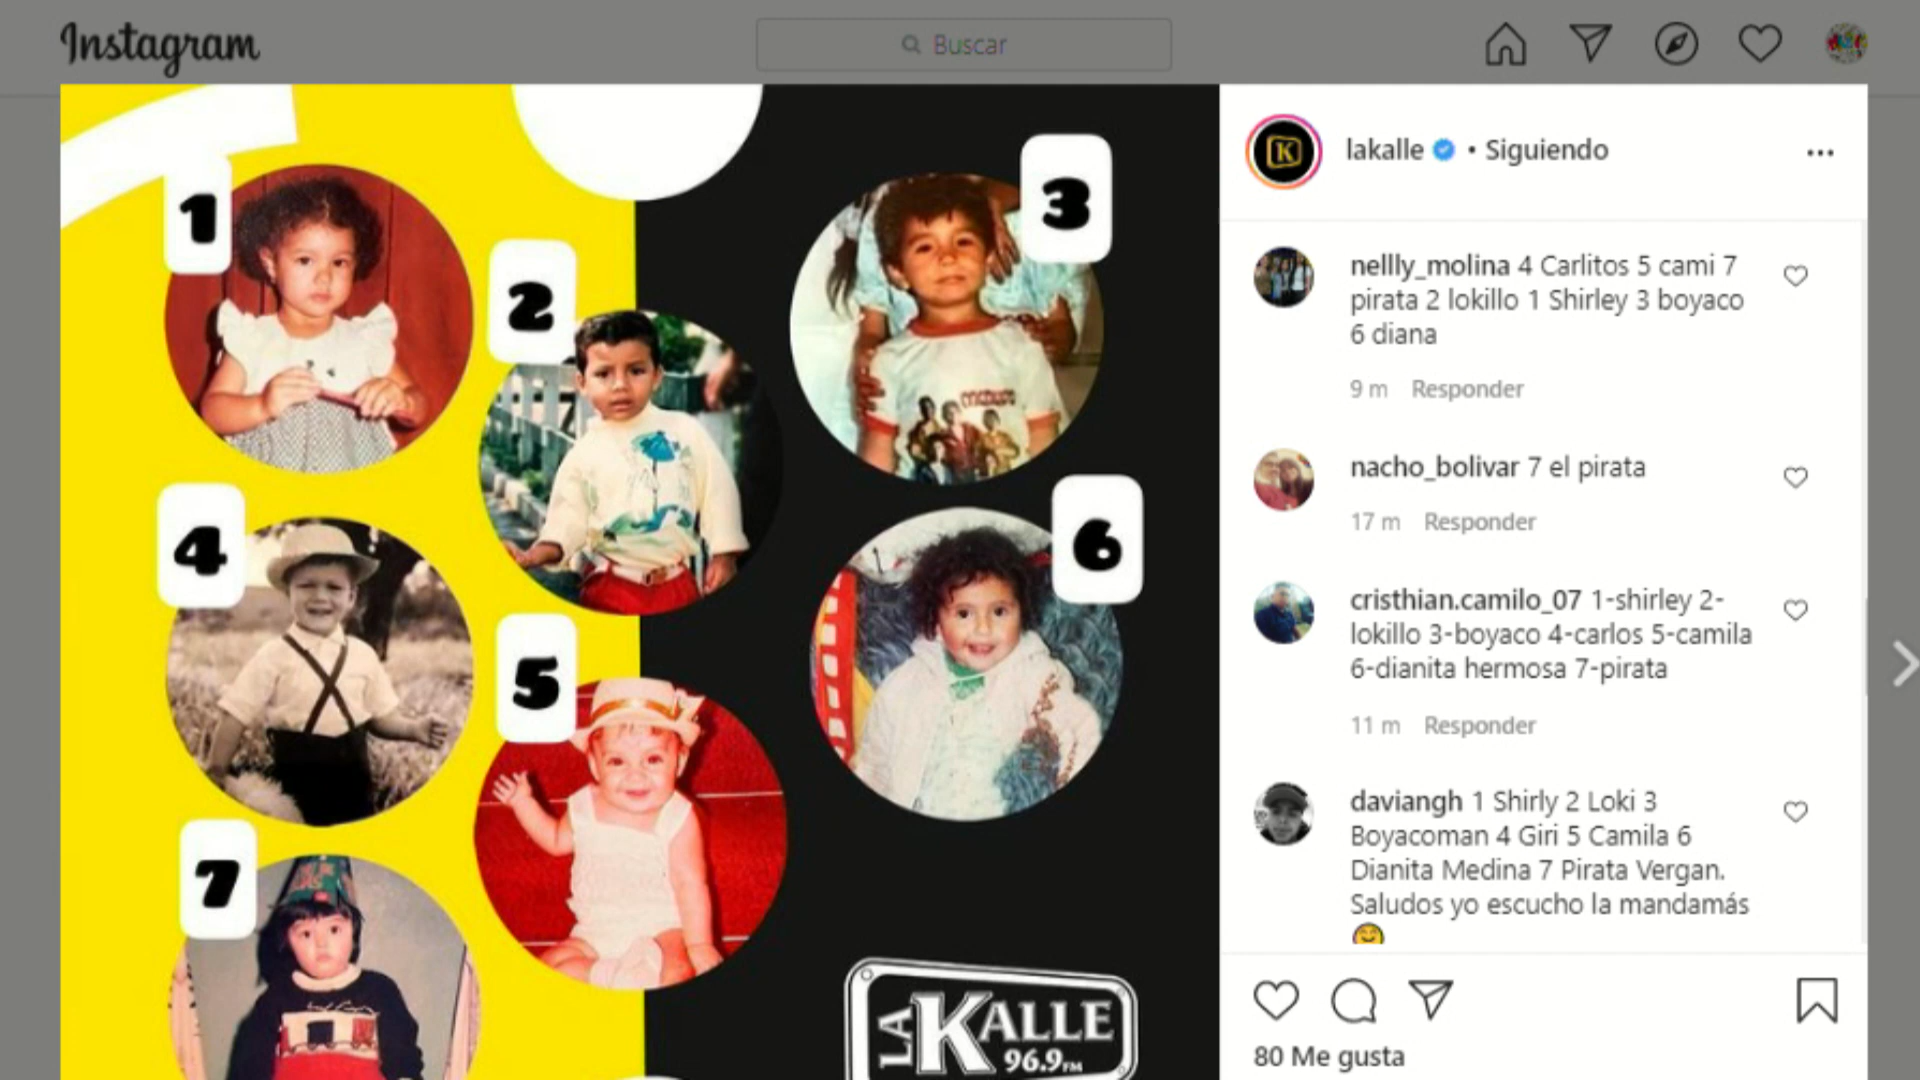 Instagram
Buscar
1
2
3
4
5
6
7
LA KALLE
96.9FM
K
lakalle • Siguiendo
nellly_molina 4 Carlitos 5 cami 7
pirata 2 lokillo 1 Shirley 3 boyaco
6 diana
9 m Responder
nacho_bolivar 7 el pirata
17 m Responder
cristhian.camilo_07 1-shirley 2-
lokillo 3-boyaco 4-carlos 5-camila
6-dianita hermosa 7-pirata
11 m Responder
daviangh 1 Shirly 2 Loki 3
Boyacoman 4 Giri 5 Camila 6
Dianita Medina 7 Pirata Vergan.
Saludos yo escucho la mandamás
80 Me gusta